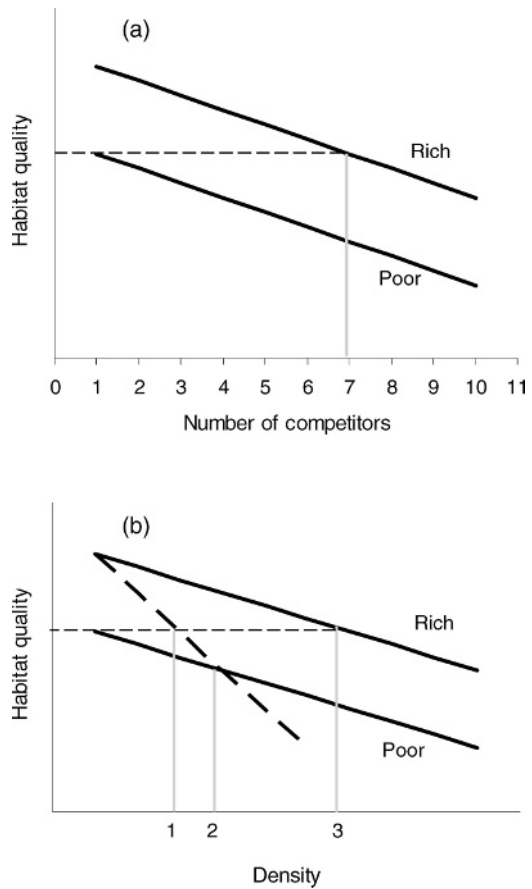 (a)
Habitat quality
Rich
Poor
0 1 2 3 4 5 6 7 8 9 10 11
Number of competitors
(b)
Habitat quality
Rich
Poor
1 2 3
Density